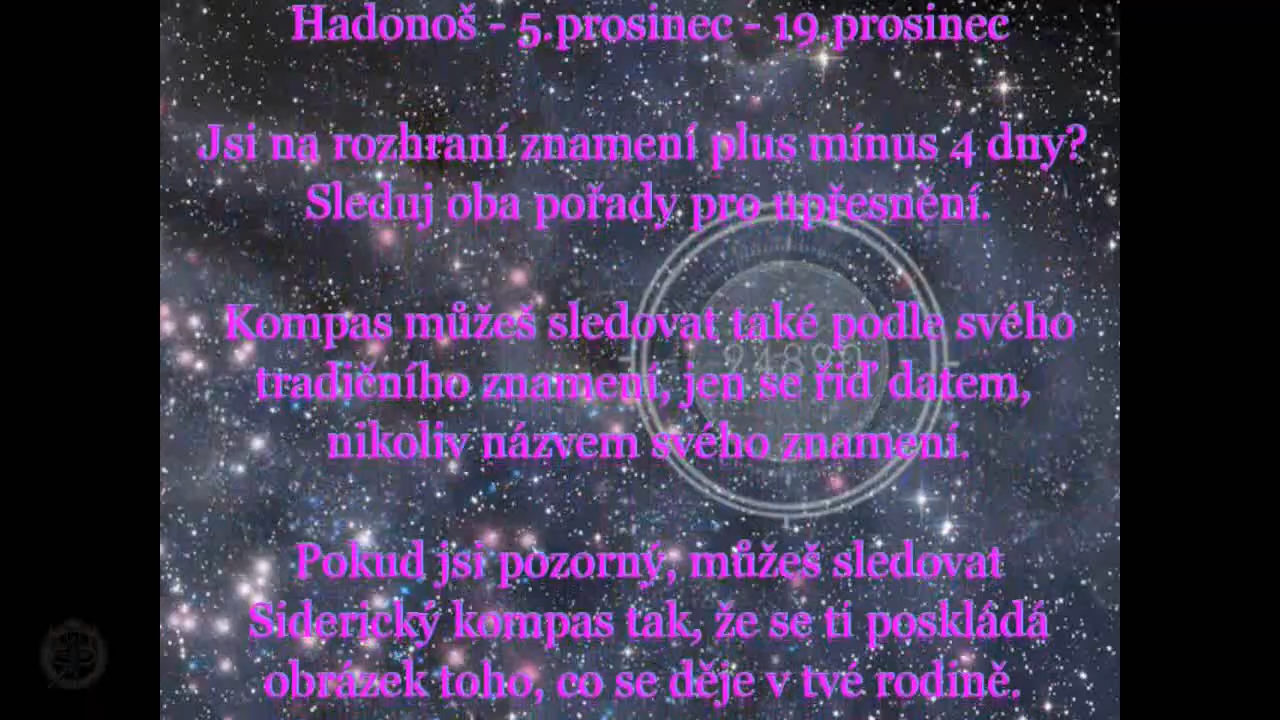 Hadonoš - 5.prosinec - 19.prosinec
Jsi na rozhraní znamení plus mínus 4 dny?
Sleduj oba pořady pro upřesnění.
Kompas můžeš sledovat také podle svého
tradičního znamení, jen se řiď datem,
nikoliv názvem svého znamení.
Pokud jsi pozorný, můžeš sledovat
Siderický kompas tak, že se ti poskládá
obrázek toho, co se děje v tvé rodině.